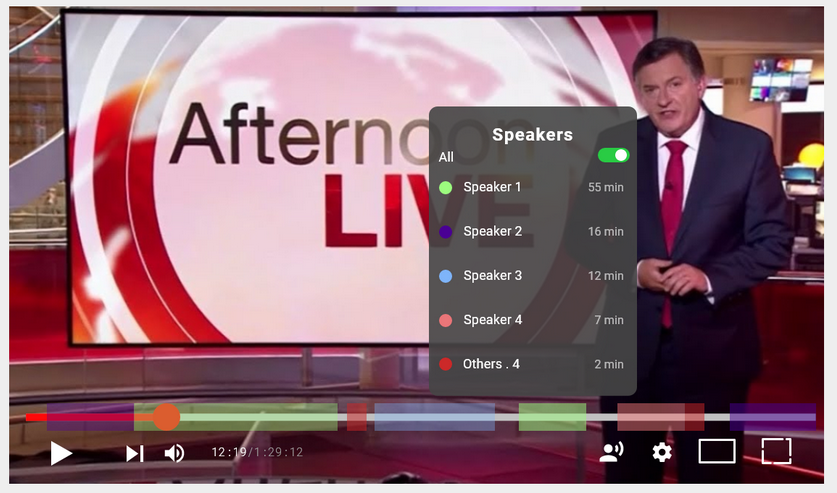 Afternoon
LIVE
Speakers
All
Speaker 1 55 min
Speaker 2 16 min
Speaker 3 12 min
Speaker 4 7 min
Others . 4 2 min
12:19/1:29:12